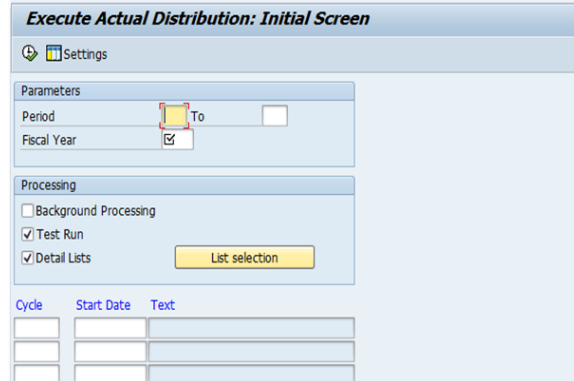 Execute Actual Distribution: Initial Screen
Settings
Parameters
Period To
Fiscal Year
Processing
Background Processing
Test Run
Detail Lists List selection
Cycle Start Date Text